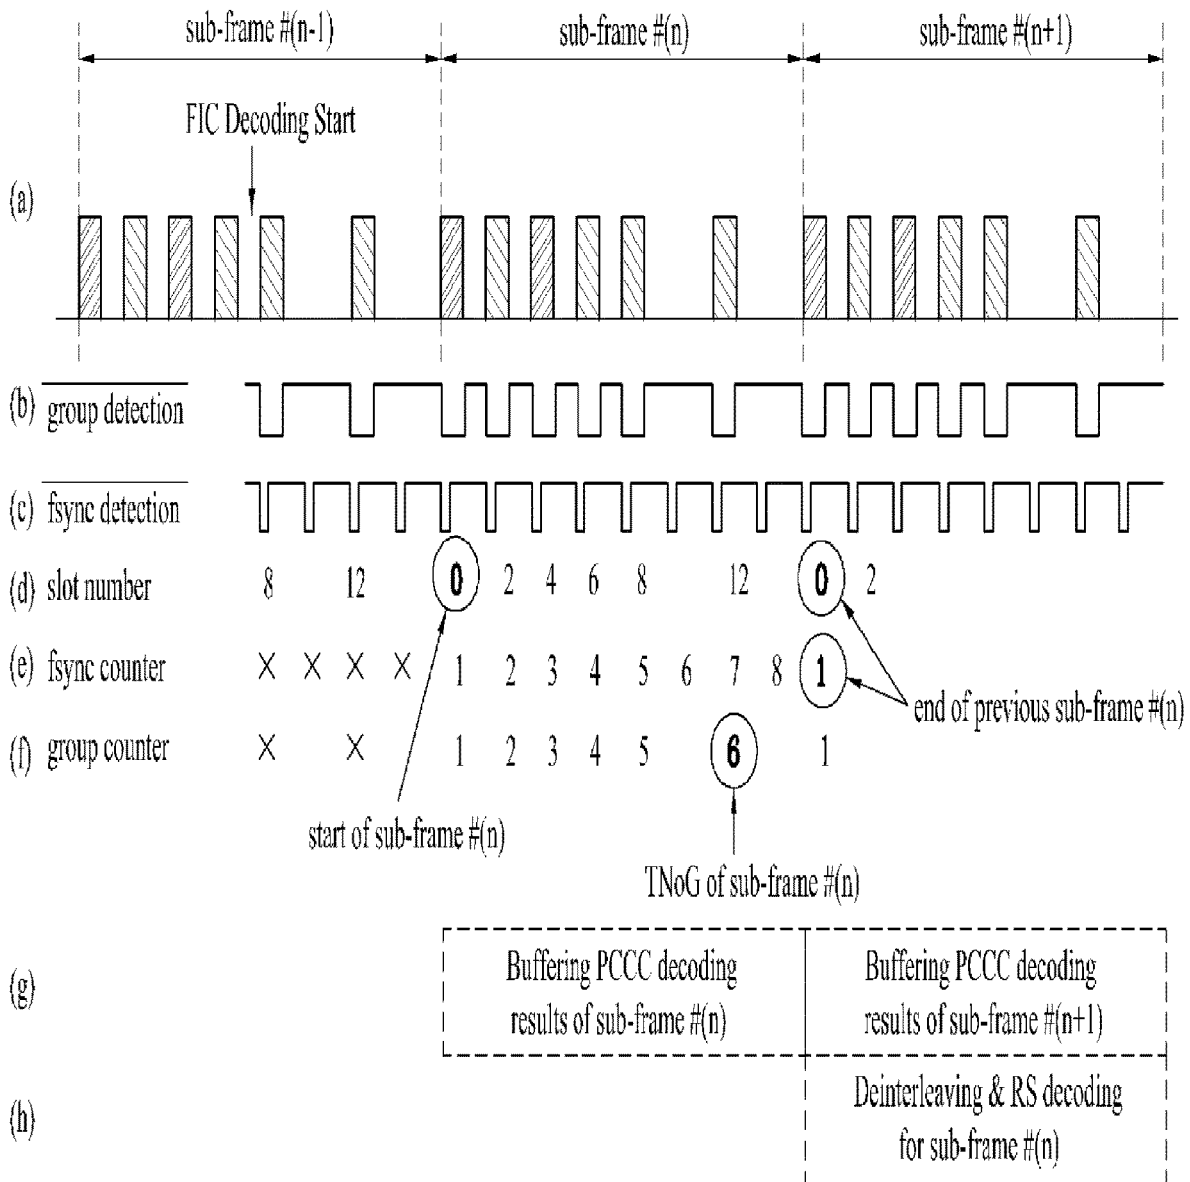 sub-frame #(n-1) sub-frame #(n) sub-frame #(n+1)
FIC Decoding Start
(a)
(b) group detection
(c) fsync detection
(d) slot number 8 12 0 2 4 6 8 12 0 2
(e) fsync counter × × × × 1 2 3 4 5 6 7 8 1
end of previous sub-frame #(n)
(f) group counter × × 1 2 3 4 5 6 1
start of sub-frame #(n)
TNoG of sub-frame #(n)
(g)
Buffering PCCC decoding
results of sub-frame #(n)
Buffering PCCC decoding
results of sub-frame #(n+1)
(h)
Deinterleaving & RS decoding
for sub-frame #(n)